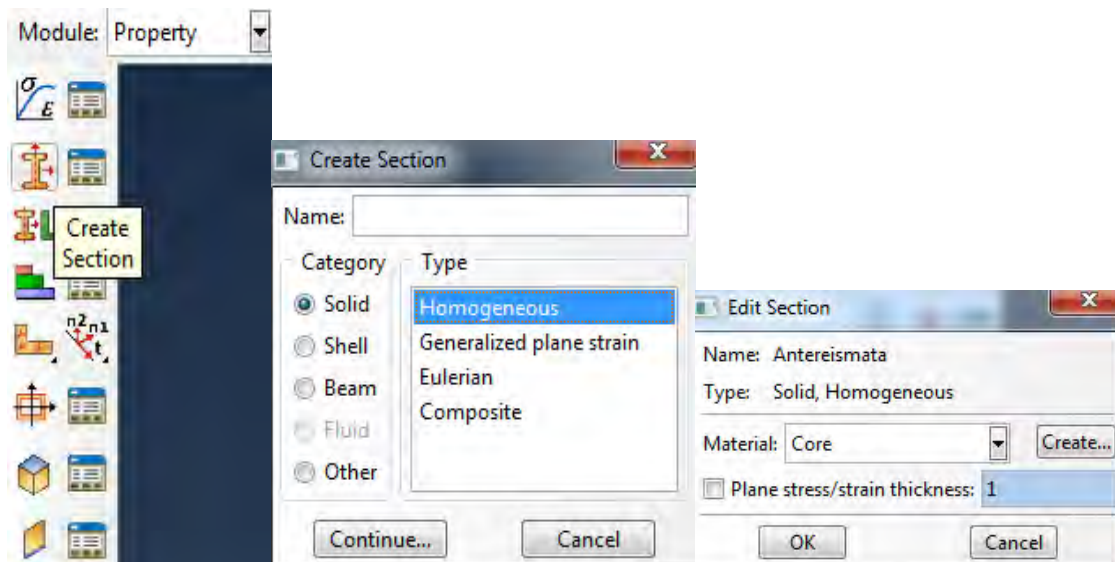 Module: Property
σ
ε
Create
Section
n2
n1
t
Create Section
Name:
Category
Type
Solid
Shell
Beam
Fluid
Other
Homogeneous
Generalized plane strain
Eulerian
Composite
Continue...
Cancel
Edit Section
Name: Antereismata
Type: Solid, Homogeneous
Material: Core
Create...
Plane stress/strain thickness: 1
OK
Cancel